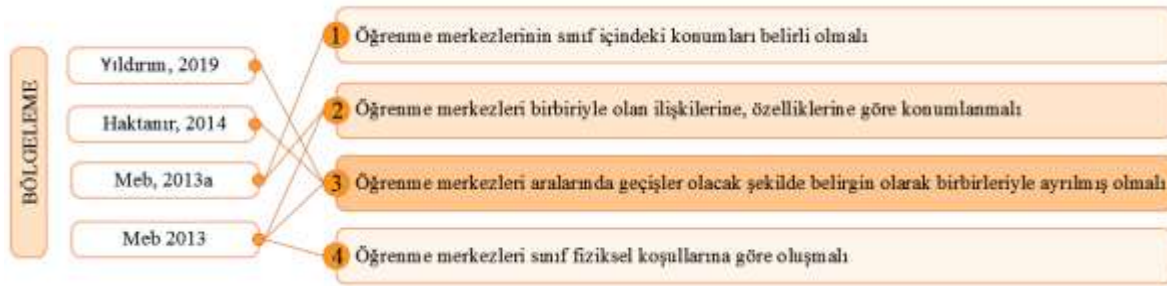 BÖLGELEME
Yıldırım, 2019
Haktanır, 2014
Meb, 2013a
Meb 2013
1 Öğrenme merkezlerinin sınıf içindeki konumları belirli olmalı
2 Öğrenme merkezleri birbiriyle olan ilişkilerine, özelliklerine göre konumlanmalı
3 Öğrenme merkezleri aralarında geçişler olacak şekilde belirgin olarak birbirleriyle ayrılmış olmalı
4 Öğrenme merkezleri sınıf fiziksel koşullarına göre oluşmalı